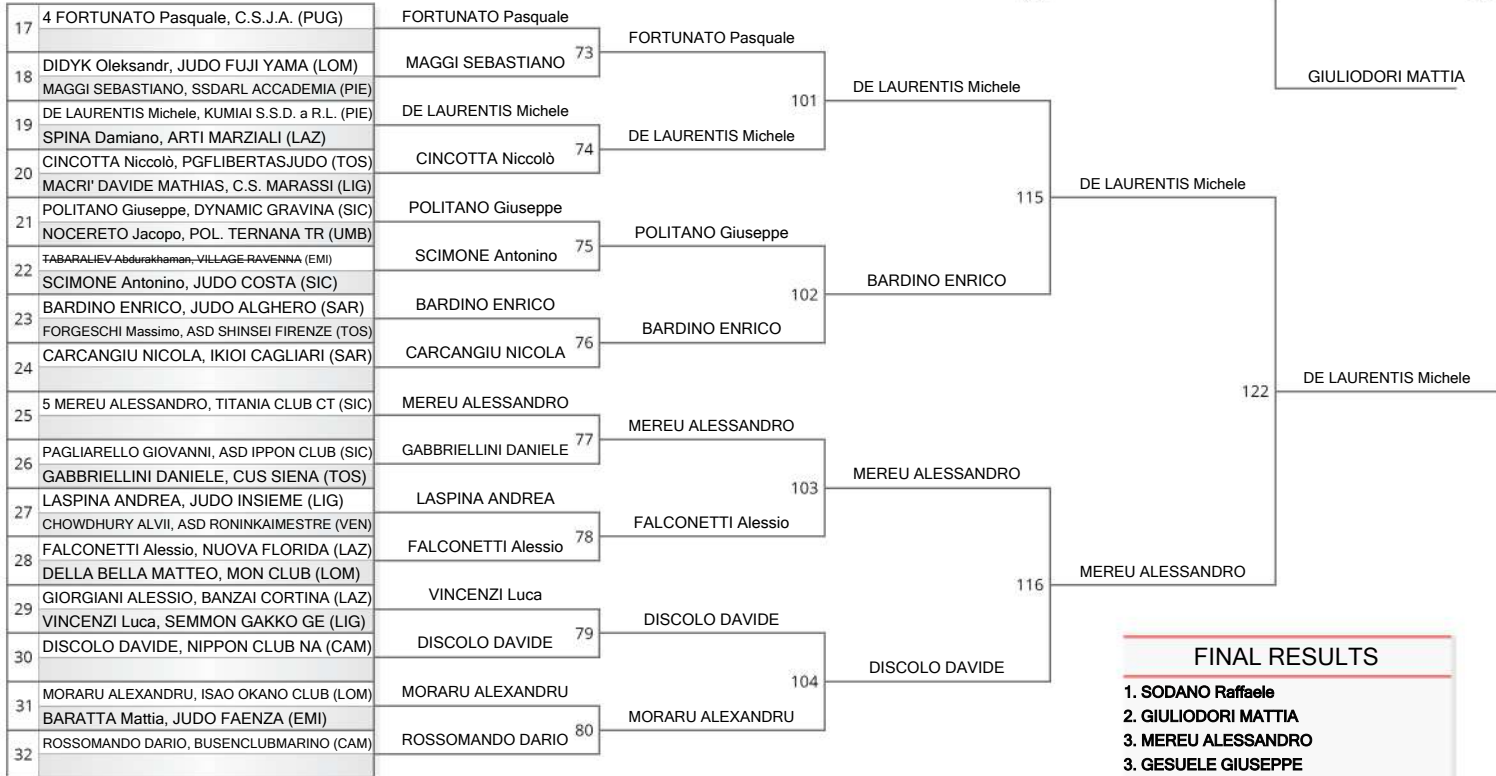 17
4 FORTUNATO Pasquale, C.S.J.A. (PUG)
18
DIDYK Oleksandr, JUDO FUJI YAMA (LOM)
MAGGI SEBASTIANO, SSDARL ACCADEMIA (PIE)
19
DE LAURENTIS Michele, KUMIAI S.S.D. a R.L. (PIE)
SPINA Damiano, ARTI MARZIALI (LAZ)
20
CINCOTTA Niccolò, PGFLIBERTASJUDO (TOS)
MACRI' DAVIDE MATHIAS, C.S. MARASSI (LIG)
21
POLITANO Giuseppe, DYNAMIC GRAVINA (SIC)
NOCERETO Jacopo, POL. TERNANA TR (UMB)
22
TABARALIEV Abdurakhaman, VILLAGE RAVENNA (EMI)
SCIMONE Antonino, JUDO COSTA (SIC)
23
BARDINO ENRICO, JUDO ALGHERO (SAR)
FORGESCHI Massimo, ASD SHINSEI FIRENZE (TOS)
24
CARCANGIU NICOLA, IKIOI CAGLIARI (SAR)
25
5 MEREU ALESSANDRO, TITANIA CLUB CT (SIC)
26
PAGLIARELLO GIOVANNI, ASD IPPON CLUB (SIC)
GABBRIELLINI DANIELE, CUS SIENA (TOS)
27
LASPINA ANDREA, JUDO INSIEME (LIG)
CHOWDHURY ALVII, ASD RONINKAIMESTRE (VEN)
28
FALCONETTI Alessio, NUOVA FLORIDA (LAZ)
DELLA BELLA MATTEO, MON CLUB (LOM)
29
GIORGIANI ALESSIO, BANZAI CORTINA (LAZ)
VINCENZI Luca, SEMMON GAKKO GE (LIG)
30
DISCOLO DAVIDE, NIPPON CLUB NA (CAM)
31
MORARU ALEXANDRU, ISAO OKANO CLUB (LOM)
BARATTA Mattia, JUDO FAENZA (EMI)
32
ROSSOMANDO DARIO, BUSENCLUBMARINO (CAM)
FORTUNATO Pasquale
73
MAGGI SEBASTIANO
DE LAURENTIS Michele
74
CINCOTTA Niccolò
POLITANO Giuseppe
75
SCIMONE Antonino
BARDINO ENRICO
76
CARCANGIU NICOLA
MEREU ALESSANDRO
77
GABBRIELLINI DANIELE
LASPINA ANDREA
78
FALCONETTI Alessio
VINCENZI Luca
79
DISCOLO DAVIDE
MORARU ALEXANDRU
80
ROSSOMANDO DARIO
FORTUNATO Pasquale
101
DE LAURENTIS Michele
POLITANO Giuseppe
102
BARDINO ENRICO
MEREU ALESSANDRO
103
FALCONETTI Alessio
DISCOLO DAVIDE
104
MORARU ALEXANDRU
DE LAURENTIS Michele
115
BARDINO ENRICO
MEREU ALESSANDRO
116
DISCOLO DAVIDE
DE LAURENTIS Michele
122
MEREU ALESSANDRO
GIULIODORI MATTIA
DE LAURENTIS Michele
FINAL RESULTS
1. SODANO Raffaele
2. GIULIODORI MATTIA
3. MEREU ALESSANDRO
3. GESUELE GIUSEPPE